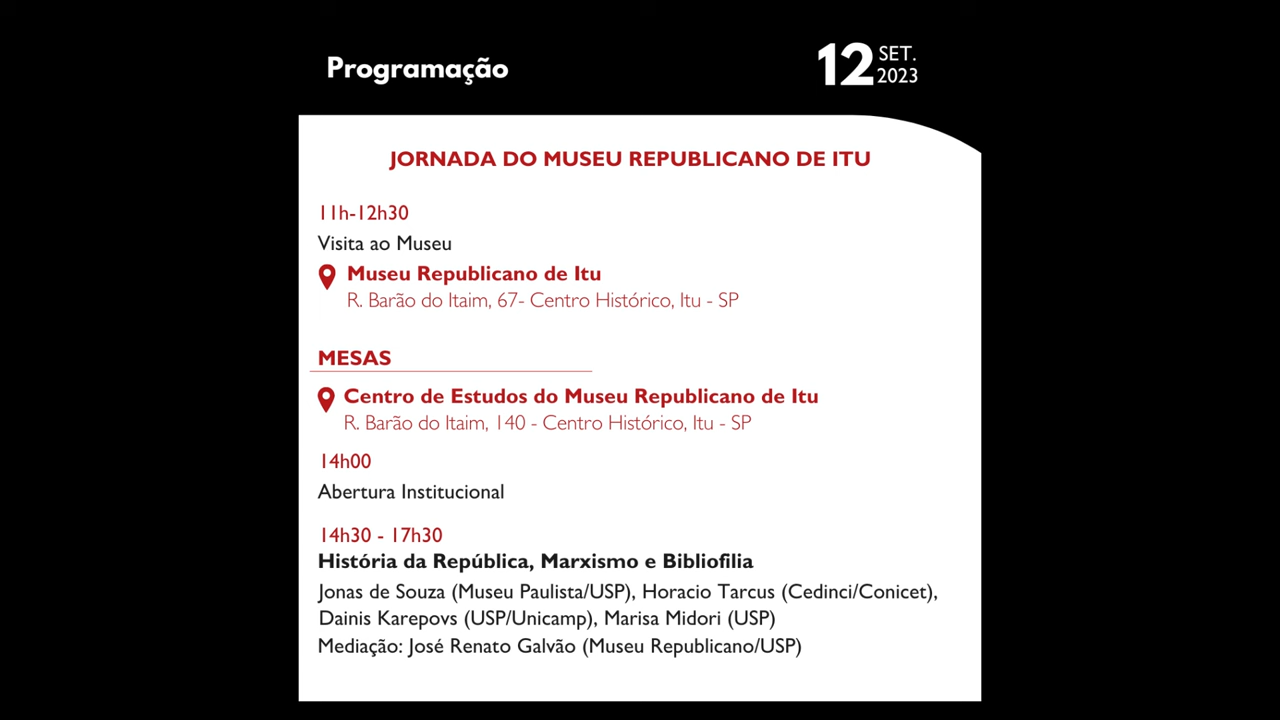 Programação
12 SET.
2023
JORNADA DO MUSEU REPUBLICANO DE ITU
11h-12h30
Visita ao Museu
Museu Republicano de Itu
R. Barão do Itaim, 67- Centro Histórico, Itu - SP
MESAS
Centro de Estudos do Museu Republicano de Itu
R. Barão do Itaim, 140 - Centro Histórico, Itu - SP
14h00
Abertura Institucional
14h30 - 17h30
História da República, Marxismo e Bibliofilia
Jonas de Souza (Museu Paulista/USP), Horacio Tarcus (Cedinci/Conicet),
Dainis Karepovs (USP/Unicamp), Marisa Midori (USP)
Mediação: José Renato Galvão (Museu Republicano/USP)